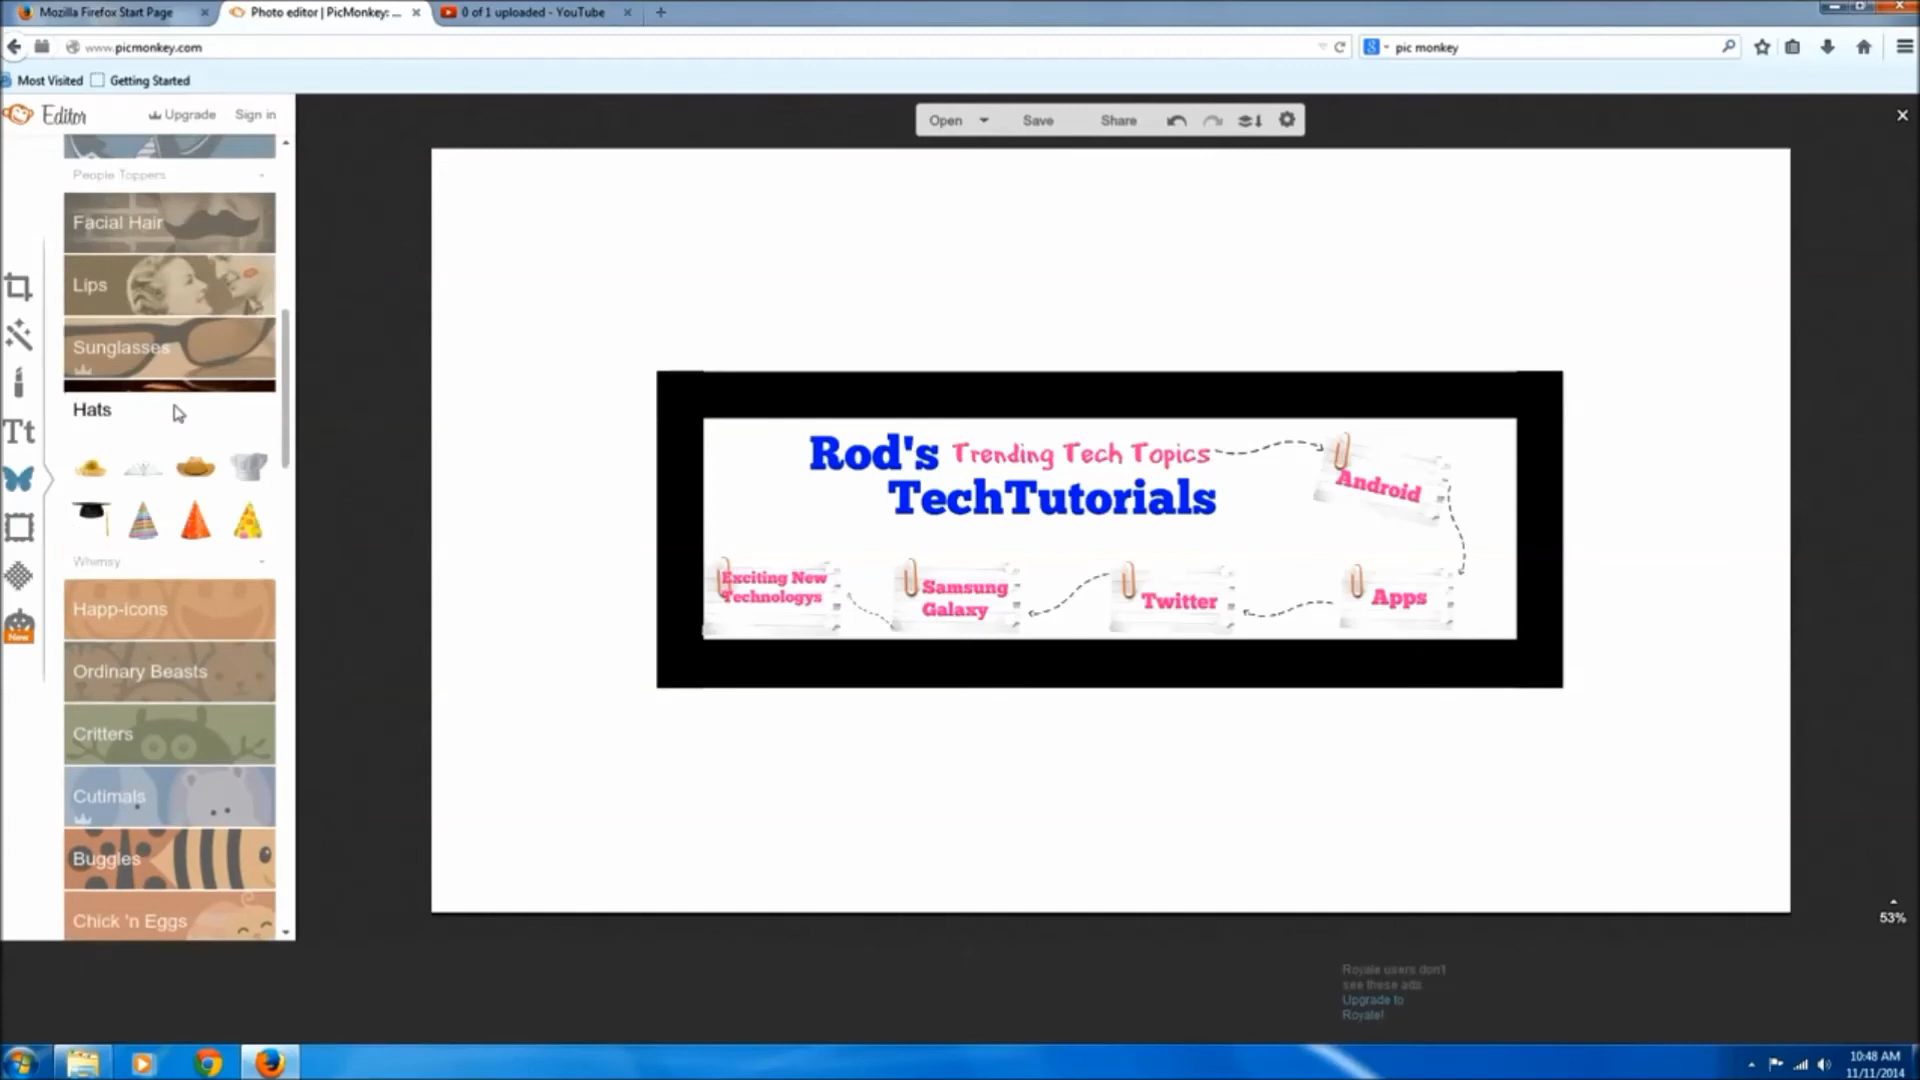 Mozilla Firefox Start Page
Photo editor | PicMonkey: ...
0 of 1 uploaded - YouTube
www.picmonkey.com
pic monkey
Most Visited
Getting Started
Editor
Upgrade
Sign in
Open
Save
Share
People Toppers
Facial Hair
Lips
Sunglasses
Hats
Whimsy
Happ-icons
Ordinary Beasts
Critters
Cutimals
Buggles
Chick 'n Eggs
Tt
New
Rod's Trending Tech Topics
TechTutorials
Android
Exciting New
Technologys
Samsung
Galaxy
Twitter
Apps
53%
Royale users don't
see these ads.
Upgrade to
Royale!
10:48 AM
11/11/2014